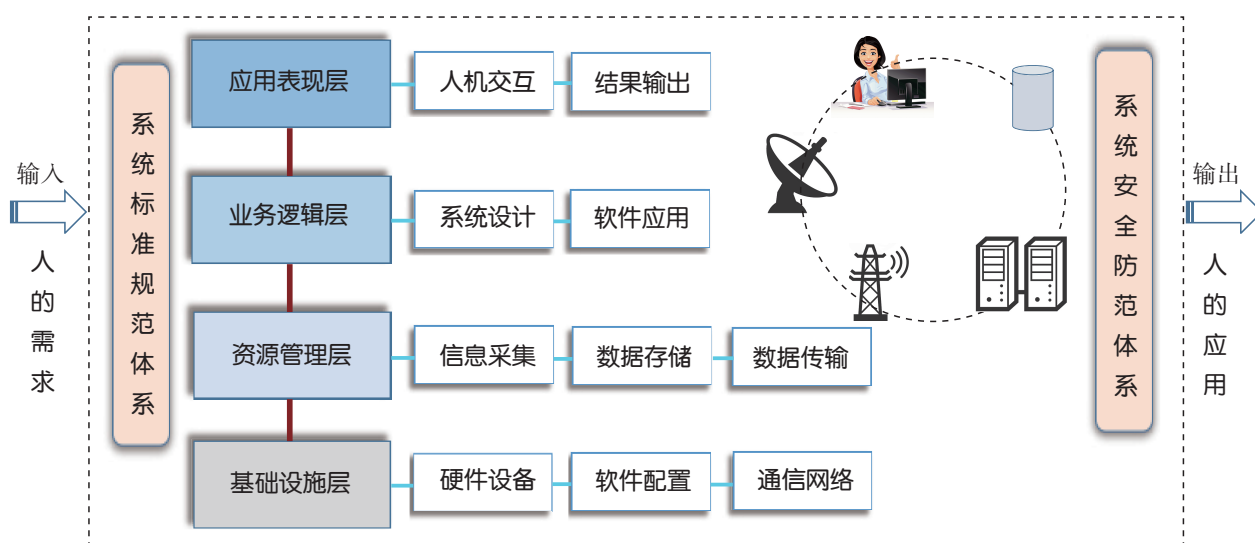 输入
人的需求
系统标准规范体系
应用表现层
人机交互
结果输出
业务逻辑层
系统设计
软件应用
资源管理层
信息采集
数据存储
数据传输
基础设施层
硬件设备
软件配置
通信网络
系统安全防范体系
输出
人的应用